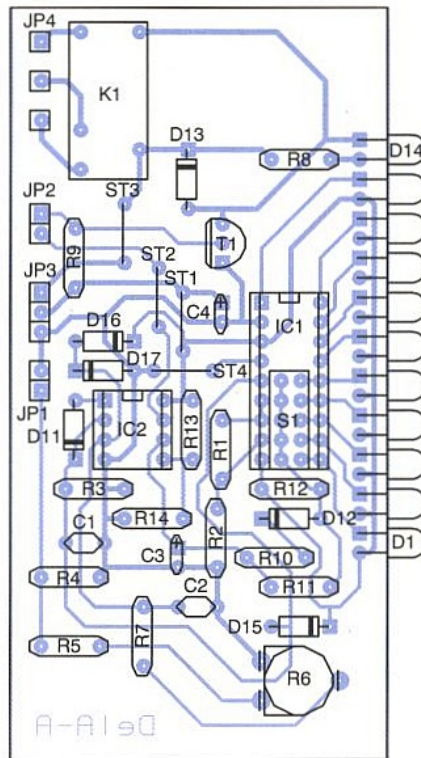 JP4
K1
D13
D14
R8
ST3
JP2
T1
R9
ST2
JP3
ST1
C4
IC1
D16
D17
ST4
JP1
D11
IC2
R13
S1
R1
R3
R12
R14
R2
D12
C1
D1
C3
R10
R4
C2
R11
R7
D15
R5
R6